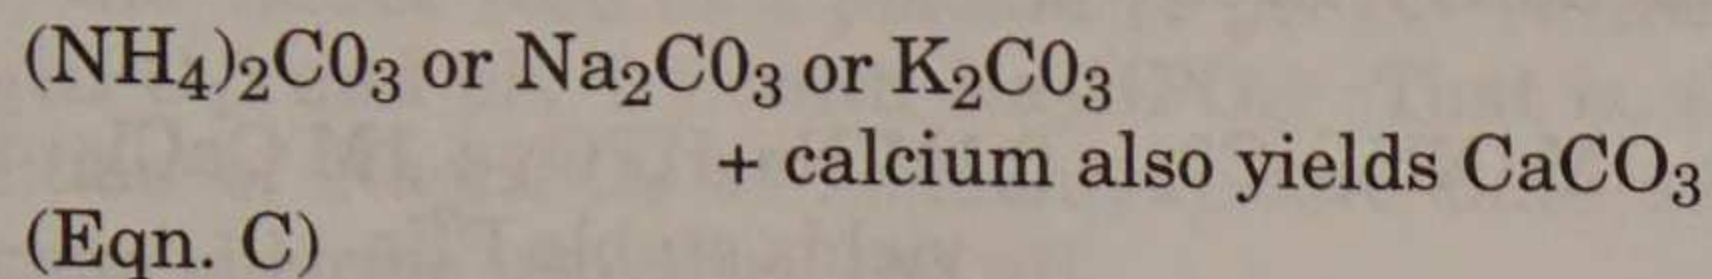 (NH₄)₂C0₃ or Na₂C0₃ or K₂C0₃
+ calcium also yields CaCO₃
(Eqn. C)